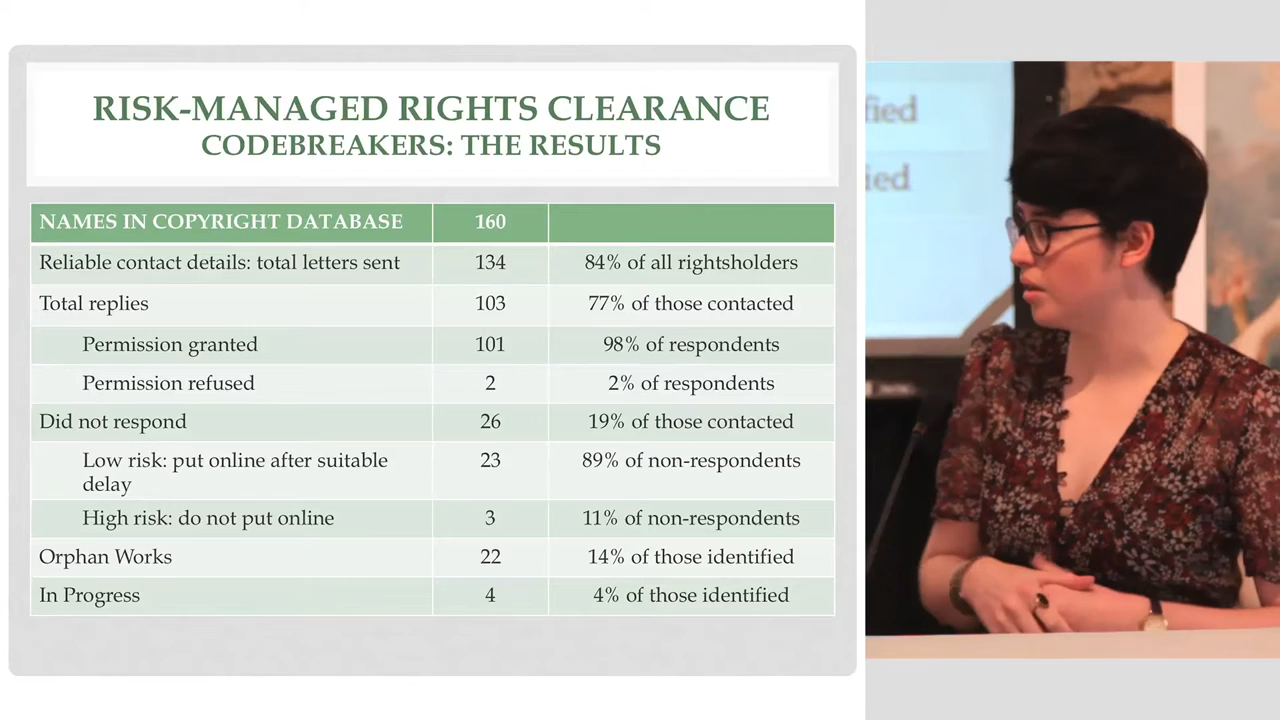 RISK-MANAGED RIGHTS CLEARANCE
CODEBREAKERS: THE RESULTS
NAMES IN COPYRIGHT DATABASE 160
Reliable contact details: total letters sent 134 84% of all rightsholders
Total replies 103 77% of those contacted
Permission granted 101 98% of respondents
Permission refused 2 2% of respondents
Did not respond 26 19% of those contacted
Low risk: put online after suitable delay 23 89% of non-respondents
High risk: do not put online 3 11% of non-respondents
Orphan Works 22 14% of those identified
In Progress 4 4% of those identified
fied
ied